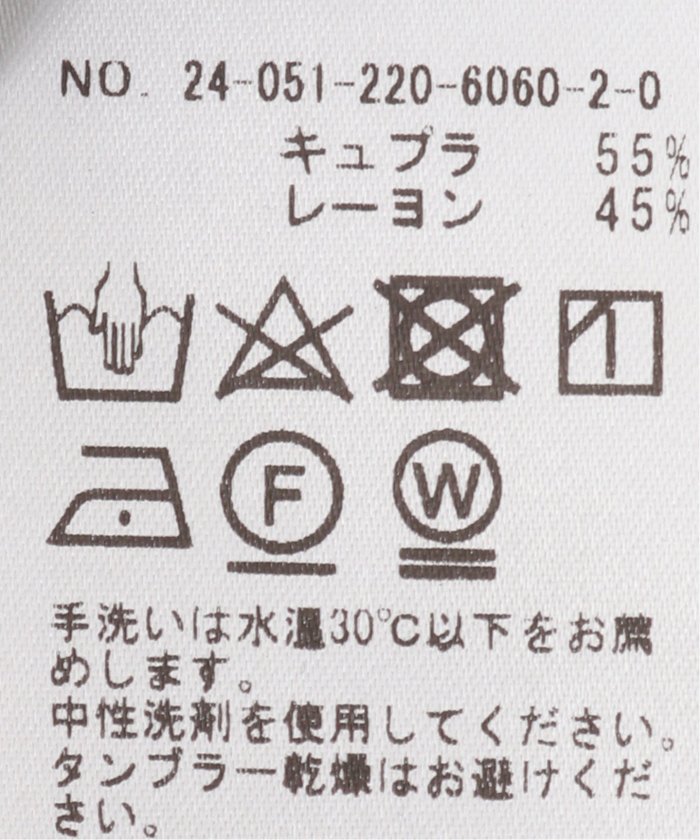 NO. 24-051-220-6060-2-0
キュプラ 55%
レーヨン 45%
F
W
手洗いは水温30℃以下をお薦
めします。
中性洗剤を使用してください。
タンブラー乾燥はお避けくだ
さい。